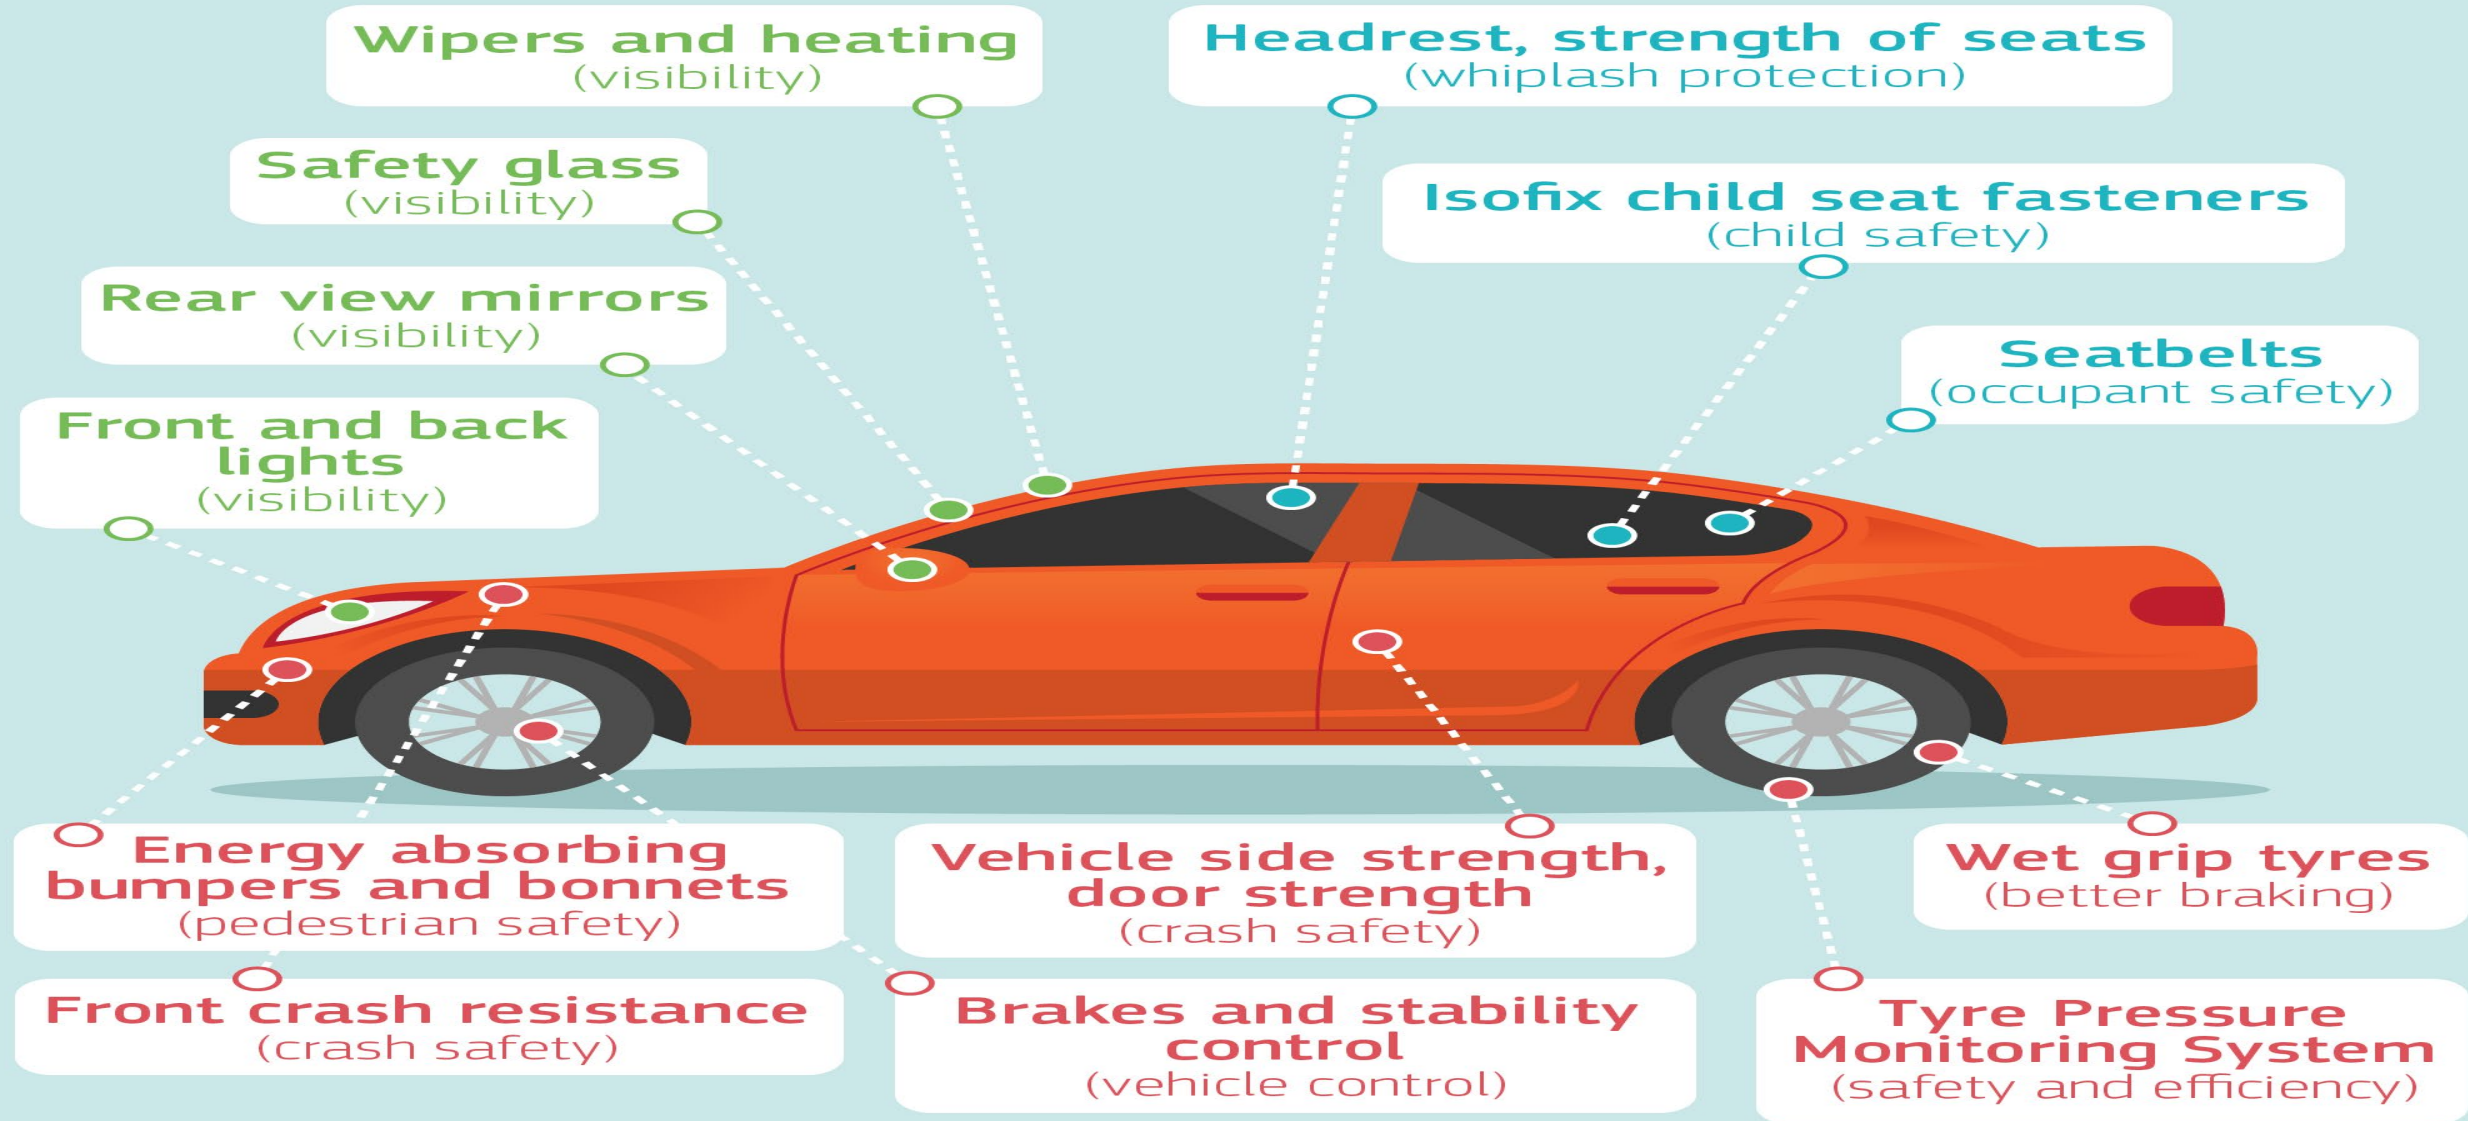 Wipers and heating
(visibility)
Headrest, strength of seats
(whiplash protection)
Safety glass
(visibility)
Isofix child seat fasteners
(child safety)
Rear view mirrors
(visibility)
Seatbelts
(occupant safety)
Front and back
lights
(visibility)
Energy absorbing
bumpers and bonnets
(pedestrian safety)
Vehicle side strength,
door strength
(crash safety)
Wet grip tyres
(better braking)
Front crash resistance
(crash safety)
Brakes and stability
control
(vehicle control)
Tyre Pressure
Monitoring System
(safety and efficiency)